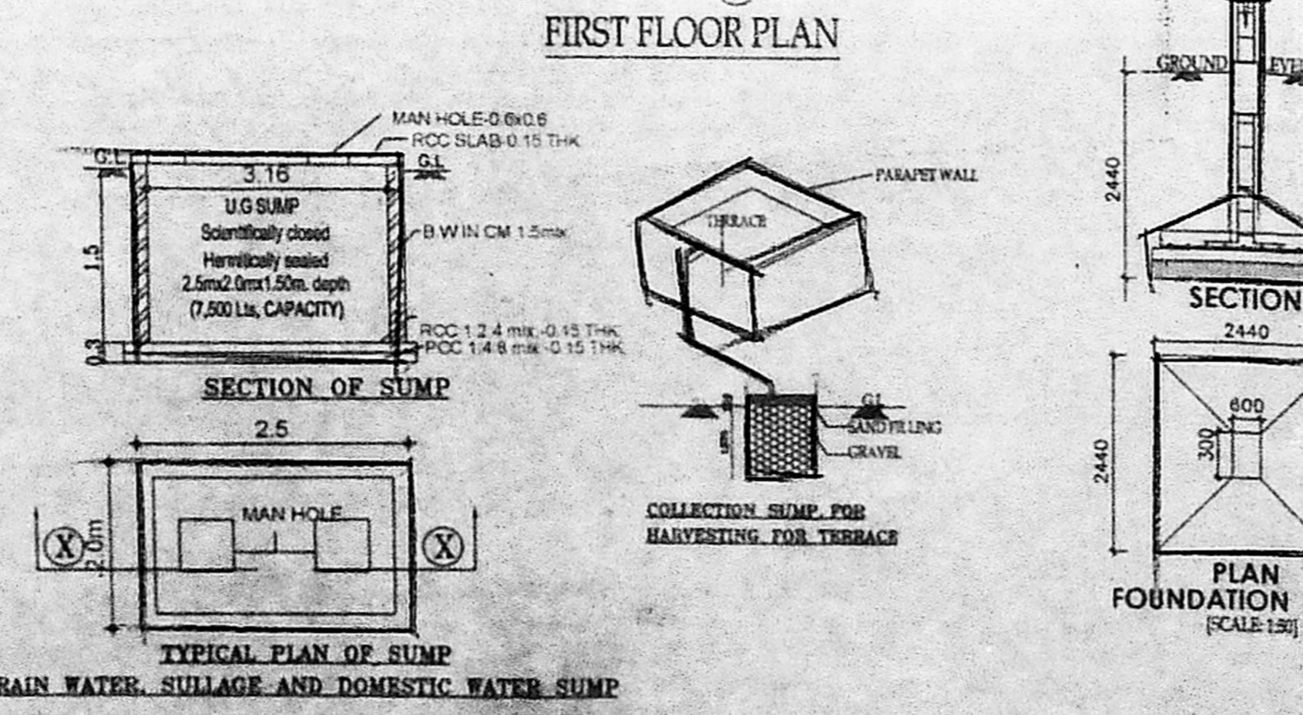 FIRST FLOOR PLAN
MAN HOLE-0.6x0.6
RCC SLAB-0.15 THK
G.L
G.L
3.16
U.G SUMP
Scientifically closed
Hermitically sealed
2.5mx2.0mx1.50m. depth
(7,500 Lts, CAPACITY)
1.5
B.W IN CM 1.5mix
0.3
RCC 1:2:4 mix -0.15 THK
PCC 1:4:8 mix -0.15 THK
SECTION OF SUMP
2.5
MAN HOLE
X
X
2.0m
TYPICAL PLAN OF SUMP
RAIN WATER, SULLAGE AND DOMESTIC WATER SUMP
PARAPET WALL
TERRACE
G.L
SAND FILLING
GRAVEL
COLLECTION SUMP FOR
HARVESTING FOR TERRACE
GROUND LEVE
2440
SECTION
2440
600
300
2440
PLAN
FOUNDATION
[SCALE 1:50]